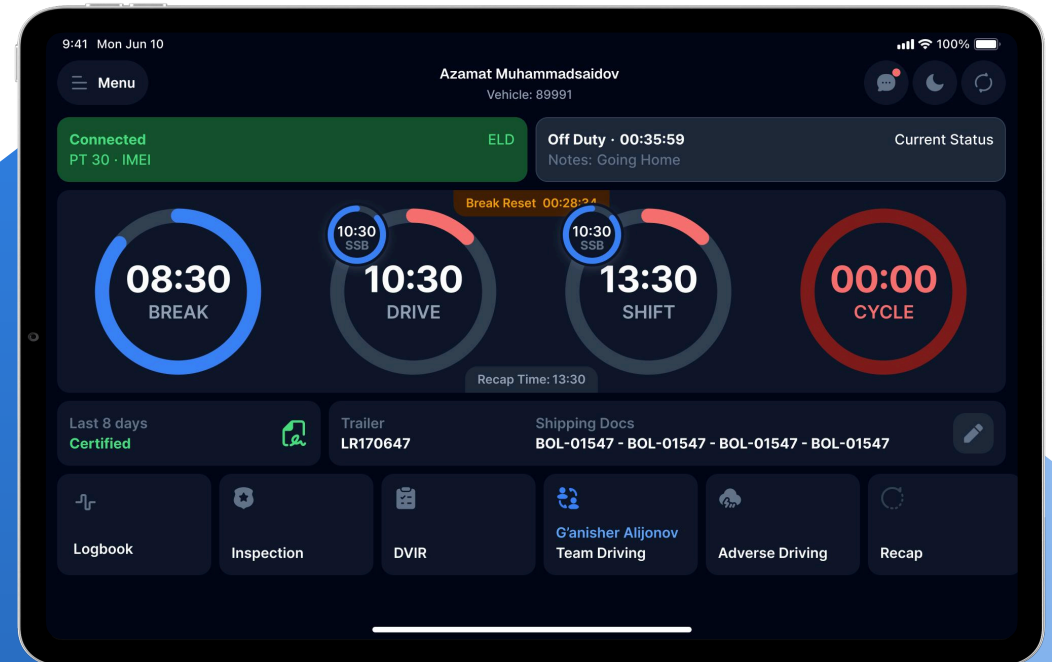 9:41 Mon Jun 10
100%
Menu
Azamat Muhammadsaidov
Vehicle: 89991
Connected
ELD
PT 30 · IMEI
Off Duty · 00:35:59
Current Status
Notes: Going Home
Break Reset 00:28:34
08:30
BREAK
10:30
SSB
10:30
DRIVE
10:30
SSB
13:30
SHIFT
00:00
CYCLE
Recap Time: 13:30
Last 8 days
Certified
Trailer
LR170647
Shipping Docs
BOL-01547 - BOL-01547 - BOL-01547 - BOL-01547
Logbook
Inspection
DVIR
G'anisher Alijonov
Team Driving
Adverse Driving
Recap